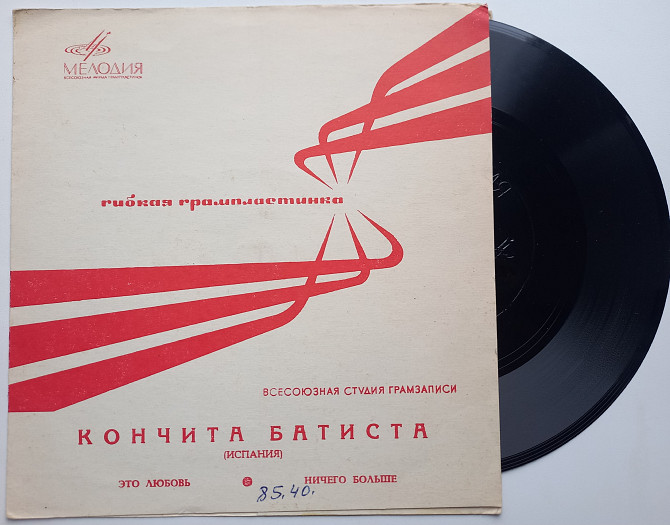 МЕЛОДИЯ
ВСЕСОЮЗНАЯ ФИРМА ГРАМПЛАСТИНОК
гибкая грампластинка
ВСЕСОЮЗНАЯ СТУДИЯ ГРАМЗАПИСИ
КОНЧИТА БАТИСТА
(ИСПАНИЯ)
ЭТО ЛЮБОВЬ НИЧЕГО БОЛЬШЕ
85.40.